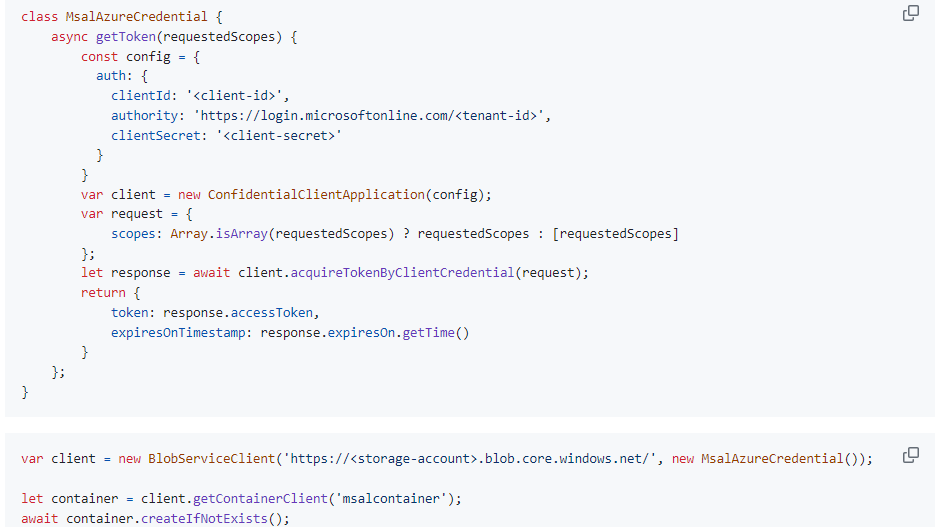 class MsalAzureCredential {
    async getToken(requestedScopes) {
        const config = {
          auth: {
            clientId: '<client-id>',
            authority: 'https://login.microsoftonline.com/<tenant-id>',
            clientSecret: '<client-secret>'
          }
        }
        var client = new ConfidentialClientApplication(config);
        var request = {
            scopes: Array.isArray(requestedScopes) ? requestedScopes : [requestedScopes]
        };
        let response = await client.acquireTokenByClientCredential(request);
        return {
            token: response.accessToken,
            expiresOnTimestamp: response.expiresOn.getTime()
        }
    };
}
var client = new BlobServiceClient('https://<storage-account>.blob.core.windows.net/', new MsalAzureCredential());
let container = client.getContainerClient('msalcontainer');
await container.createIfNotExists();